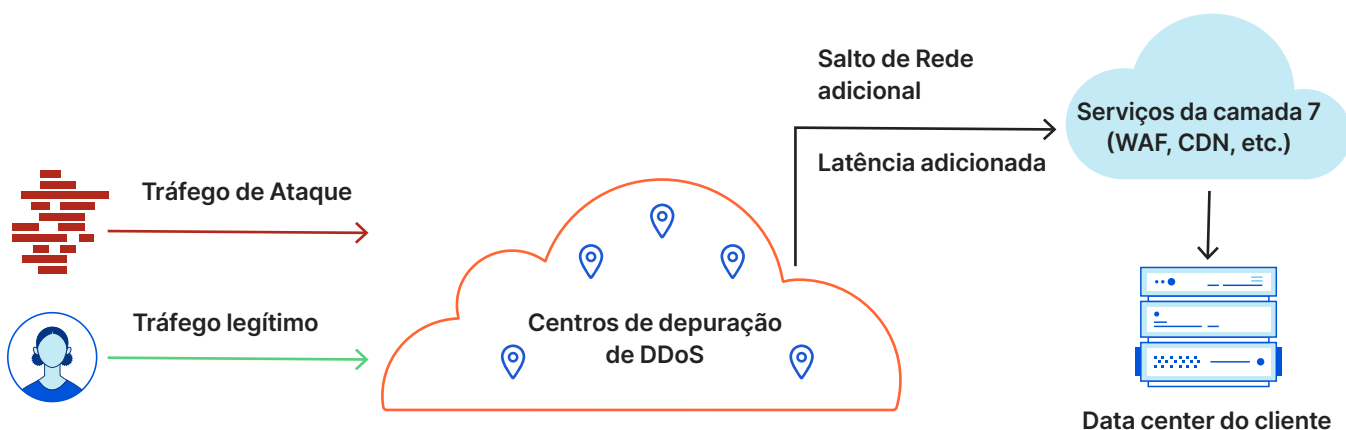 Tráfego de Ataque
Tráfego legítimo
Centros de depuração
de DDoS
Salto de Rede
adicional
Latência adicionada
Serviços da camada 7
(WAF, CDN, etc.)
Data center do cliente